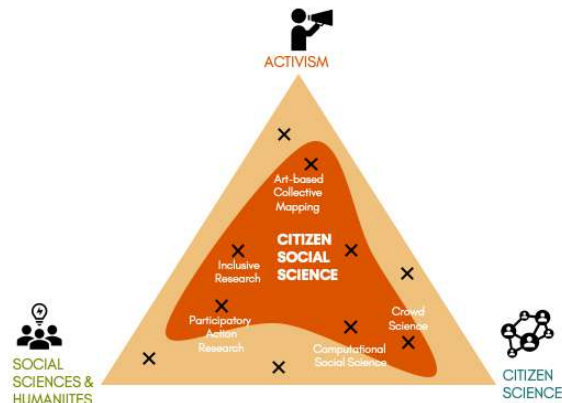 ACTIVISM
Art-based
Collective
Mapping
CITIZEN
SOCIAL
SCIENCE
Inclusive
Research
Participatory
Action
Research
Crowd
Science
Computational
Social Science
SOCIAL
SCIENCES &
HUMANIITES
CITIZEN
SCIENCE